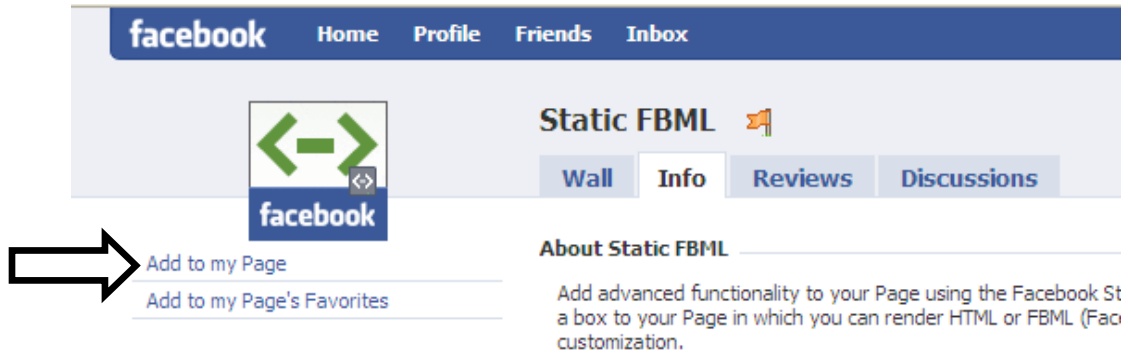 facebook Home Profile Friends Inbox
Static FBML
Wall Info Reviews Discussions
facebook
Add to my Page
Add to my Page's Favorites
About Static FBML
Add advanced functionality to your Page using the Facebook St
a box to your Page in which you can render HTML or FBML (Face
customization.